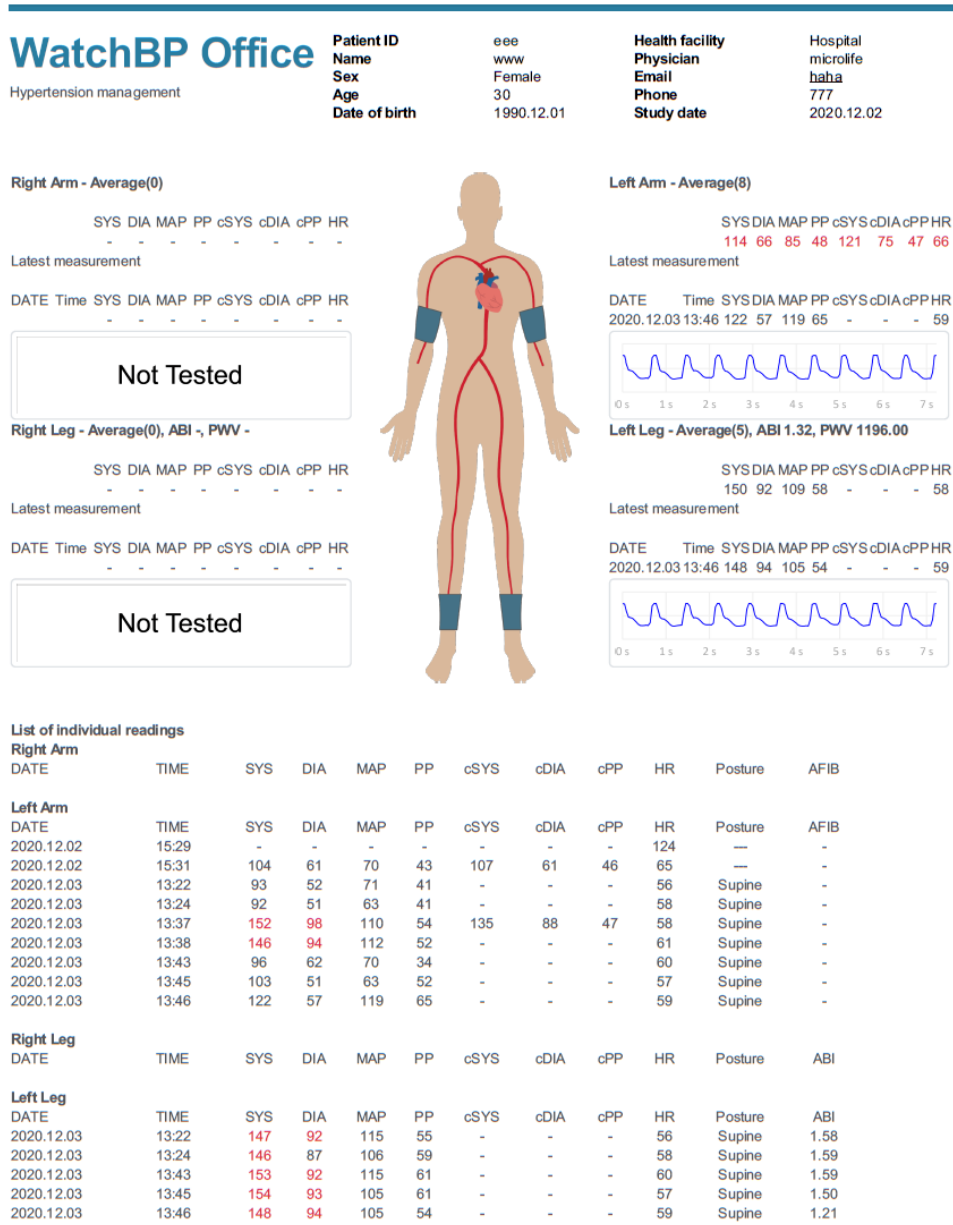 WatchBP Office
Hypertension management
Patient ID eee
Name www
Sex Female
Age 30
Date of birth 1990.12.01
Health facility Hospital
Physician microlife
Email haha
Phone 777
Study date 2020.12.02
Right Arm - Average(0)
SYS DIA MAP PP cSYS cDIA cPP HR
- - - - - - - -
Latest measurement
DATE Time SYS DIA MAP PP cSYS cDIA cPP HR
- - - - - - - -
Not Tested
Left Arm - Average(8)
SYS DIA MAP PP cSYS cDIA cPP HR
114 66 85 48 121 75 47 66
Latest measurement
DATE Time SYS DIA MAP PP cSYS cDIA cPP HR
2020.12.03 13:46 122 57 119 65 - - - 59
0 s 1 s 2 s 3 s 4 s 5 s 6 s 7 s
Right Leg - Average(0), ABI -, PWV -
SYS DIA MAP PP cSYS cDIA cPP HR
- - - - - - - -
Latest measurement
DATE Time SYS DIA MAP PP cSYS cDIA cPP HR
- - - - - - - -
Not Tested
Left Leg - Average(5), ABI 1.32, PWV 1196.00
SYS DIA MAP PP cSYS cDIA cPP HR
150 92 109 58 - - - 58
Latest measurement
DATE Time SYS DIA MAP PP cSYS cDIA cPP HR
2020.12.03 13:46 148 94 105 54 - - - 59
0 s 1 s 2 s 3 s 4 s 5 s 6 s 7 s
List of individual readings
Right Arm
DATE TIME SYS DIA MAP PP cSYS cDIA cPP HR Posture AFIB
Left Arm
DATE TIME SYS DIA MAP PP cSYS cDIA cPP HR Posture AFIB
2020.12.02 15:29 - - - - - - - 124 --- -
2020.12.02 15:31 104 61 70 43 107 61 46 65 --- -
2020.12.03 13:22 93 52 71 41 - - - 56 Supine -
2020.12.03 13:24 92 51 63 41 - - - 58 Supine -
2020.12.03 13:37 152 98 110 54 135 88 47 58 Supine -
2020.12.03 13:38 146 94 112 52 - - - 61 Supine -
2020.12.03 13:43 96 62 70 34 - - - 60 Supine -
2020.12.03 13:45 103 51 63 52 - - - 57 Supine -
2020.12.03 13:46 122 57 119 65 - - - 59 Supine -
Right Leg
DATE TIME SYS DIA MAP PP cSYS cDIA cPP HR Posture ABI
Left Leg
DATE TIME SYS DIA MAP PP cSYS cDIA cPP HR Posture ABI
2020.12.03 13:22 147 92 115 55 - - - 56 Supine 1.58
2020.12.03 13:24 146 87 106 59 - - - 58 Supine 1.59
2020.12.03 13:43 153 92 115 61 - - - 60 Supine 1.59
2020.12.03 13:45 154 93 105 61 - - - 57 Supine 1.50
2020.12.03 13:46 148 94 105 54 - - - 59 Supine 1.21